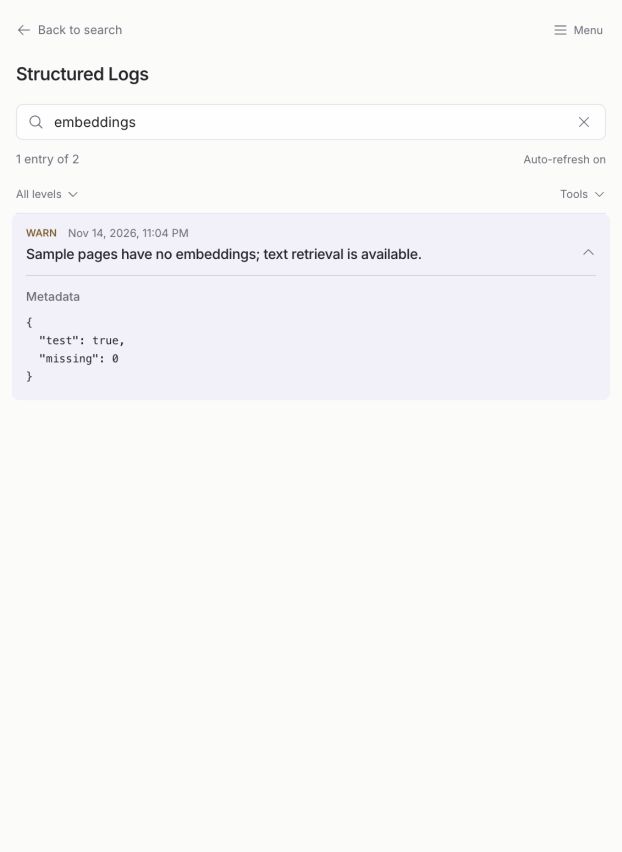 Back to search
Menu
Structured Logs
embeddings
1 entry of 2
Auto-refresh on
All levels
Tools
WARN Nov 14, 2026, 11:04 PM
Sample pages have no embeddings; text retrieval is available.
Metadata
{
  "test": true,
  "missing": 0
}